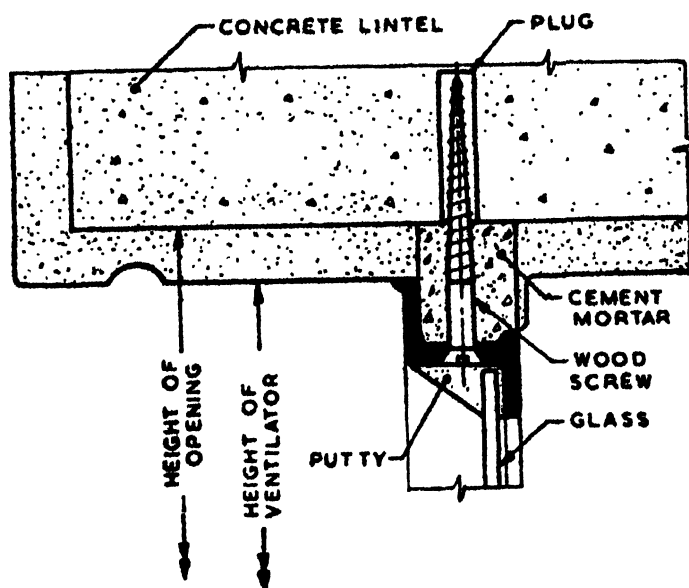 CONCRETE LINTEL
PLUG
CEMENT
MORTAR
WOOD
SCREW
GLASS
PUTTY
HEIGHT OF
OPENING
HEIGHT OF
VENTILATOR